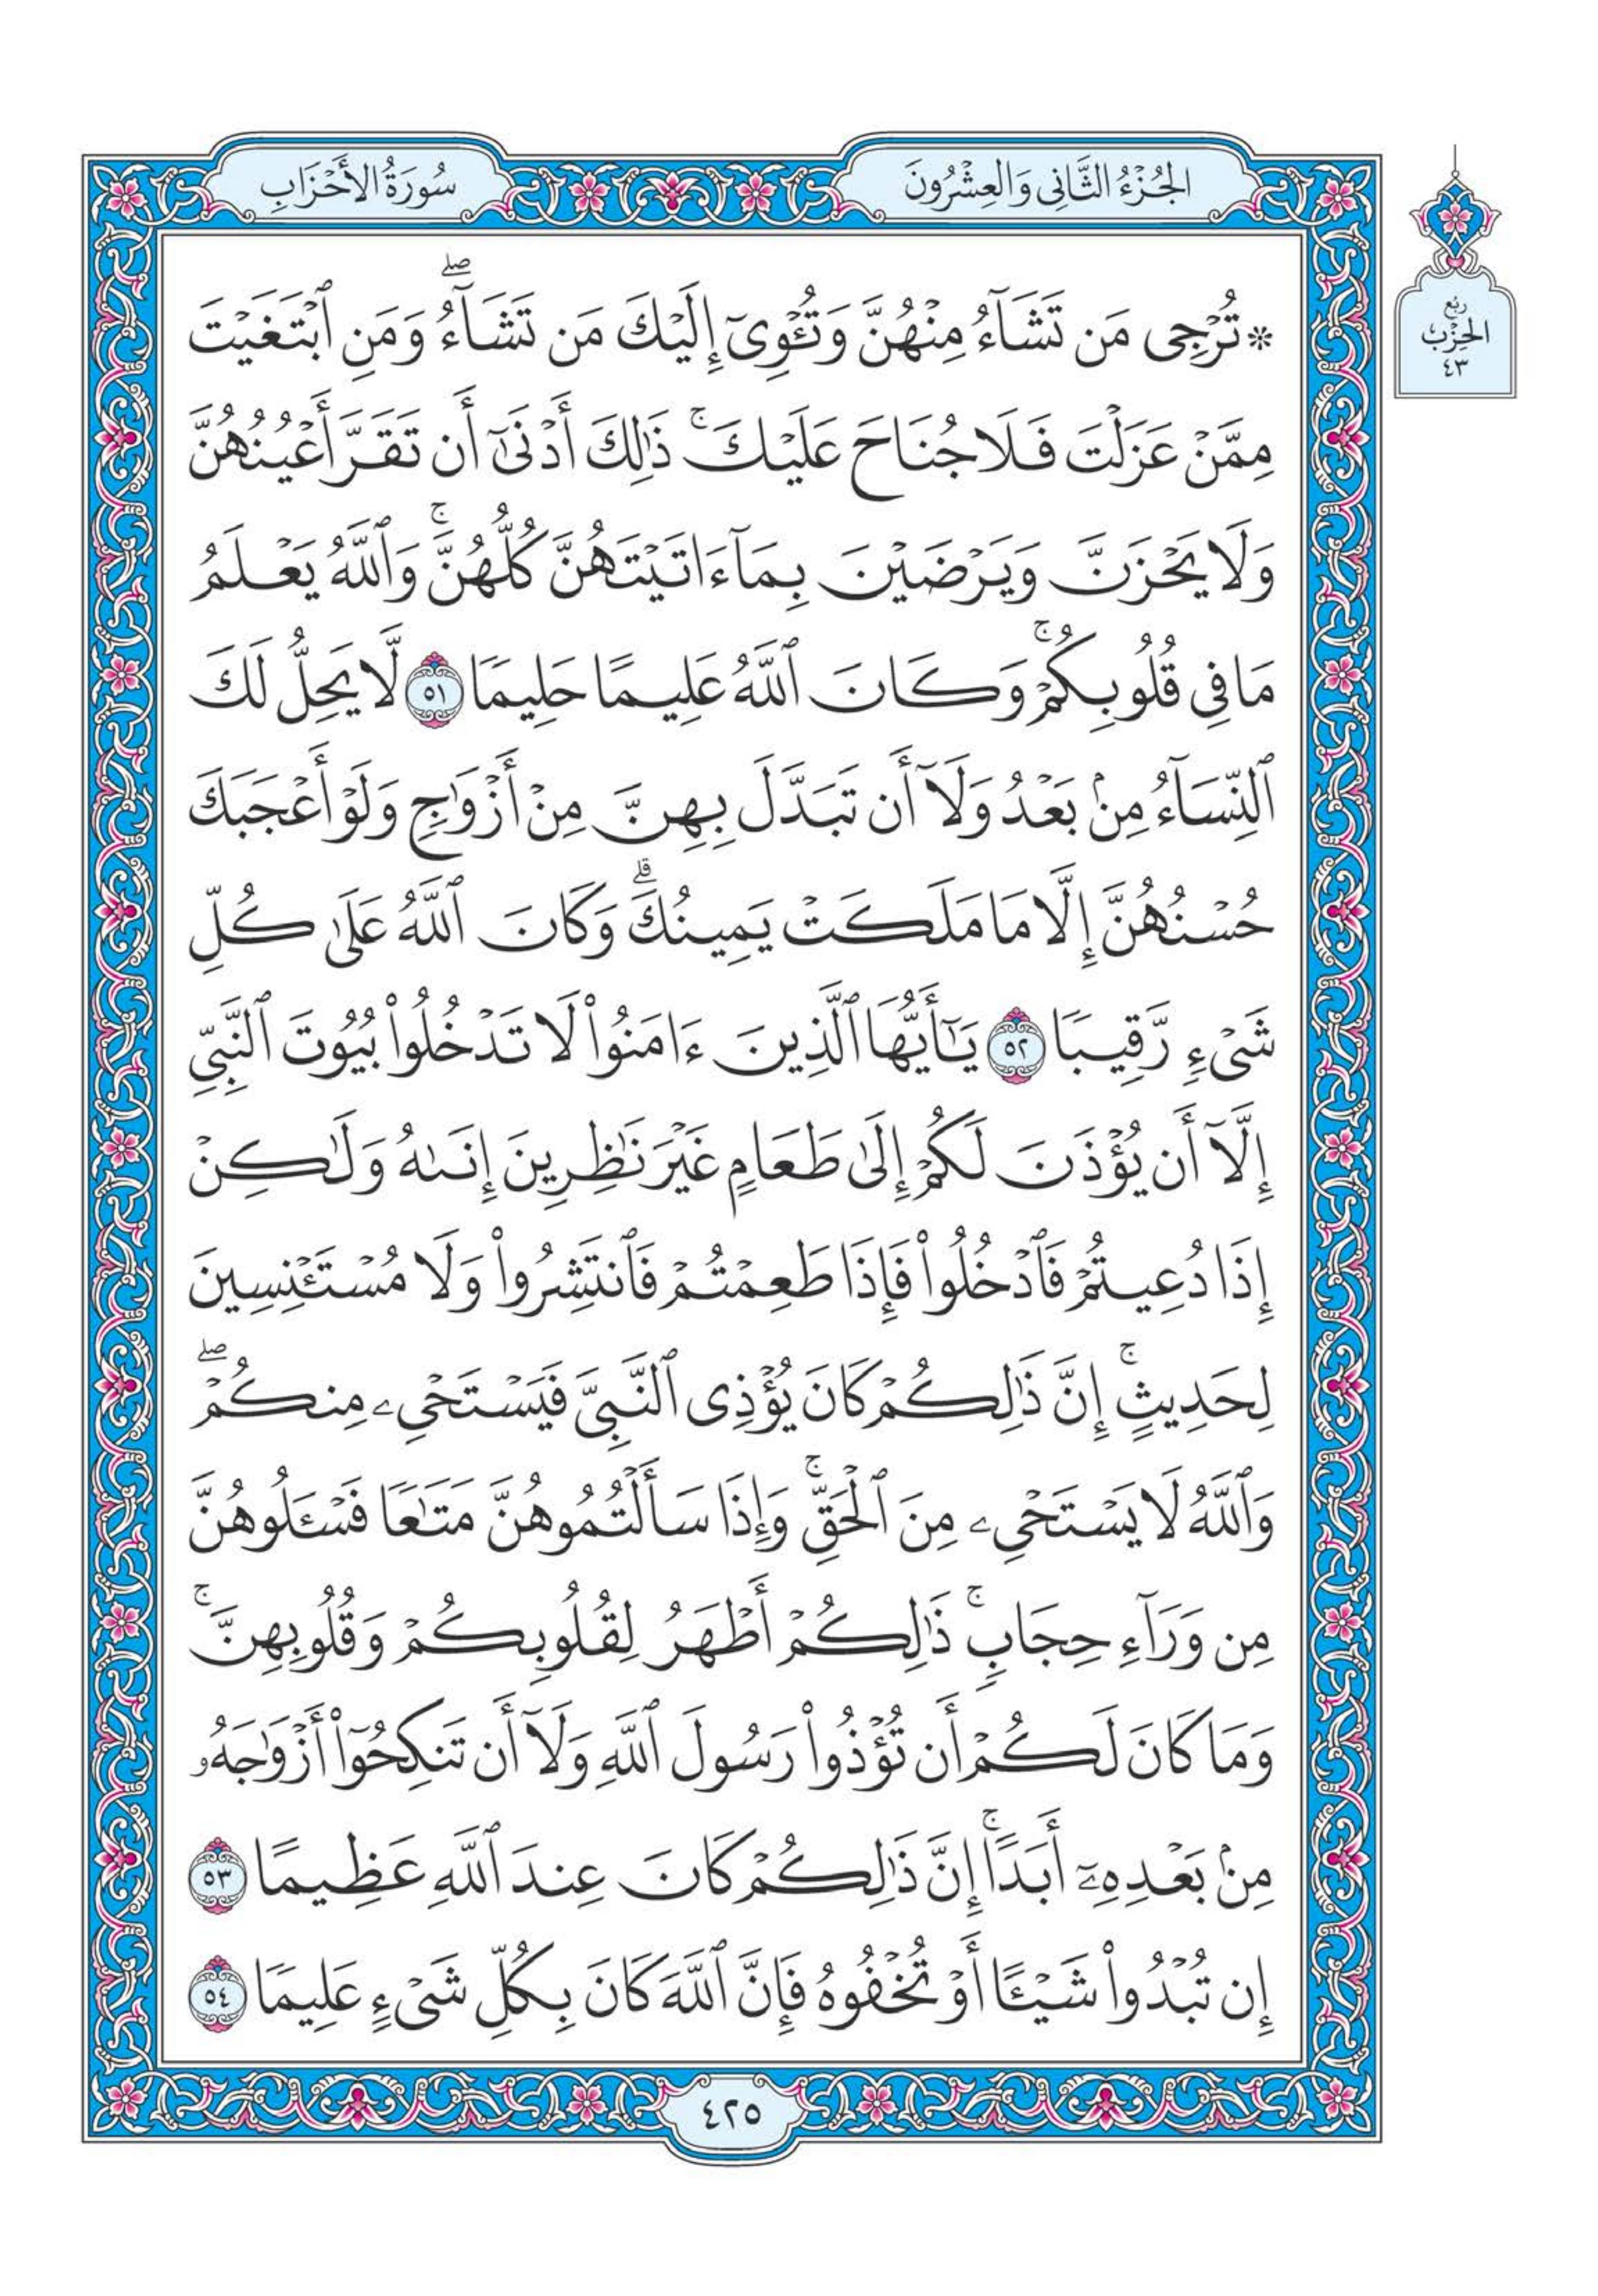 الجُزْءُ الثَّانِي وَالعِشْرُونَ
سُورَةُ الأَحْزَابِ
رُبْع
الحِزْب
٤٣
۞ تُرْجِي مَن تَشَآءُ مِنْهُنَّ وَتُـْٔوِيٓ إِلَيْكَ مَن تَشَآءُۖ وَمَنِ ٱبْتَغَيْتَ
مِمَّنْ عَزَلْتَ فَلَا جُنَاحَ عَلَيْكَۚ ذَٰلِكَ أَدْنَىٰٓ أَن تَقَرَّ أَعْيُنُهُنَّ
وَلَا يَحْزَنَّ وَيَرْضَيْنَ بِمَآ ءَاتَيْتَهُنَّ كُلُّهُنَّۚ وَٱللَّهُ يَعْلَمُ
مَا فِي قُلُوبِكُمْۚ وَكَانَ ٱللَّهُ عَلِيمًا حَلِيمًا ٥١ لَّا يَحِلُّ لَكَ
ٱلنِّسَآءُ مِنۢ بَعْدُ وَلَآ أَن تَبَدَّلَ بِهِنَّ مِنْ أَزْوَٰجٍ وَلَوْ أَعْجَبَكَ
حُسْنُهُنَّ إِلَّا مَا مَلَكَتْ يَمِينُكَۗ وَكَانَ ٱللَّهُ عَلَىٰ كُلِّ
شَيْءٍ رَّقِيبًا ٥٢ يَـٰٓأَيُّهَا ٱلَّذِينَ ءَامَنُوا۟ لَا تَدْخُلُوا۟ بُيُوتَ ٱلنَّبِيِّ
إِلَّآ أَن يُؤْذَنَ لَكُمْ إِلَىٰ طَعَامٍ غَيْرَ نَـٰظِرِينَ إِنَىٰهُ وَلَـٰكِنْ
إِذَا دُعِيتُمْ فَٱدْخُلُوا۟ فَإِذَا طَعِمْتُمْ فَٱنتَشِرُوا۟ وَلَا مُسْتَـْٔنِسِينَ
لِحَدِيثٍۚ إِنَّ ذَٰلِكُمْ كَانَ يُؤْذِي ٱلنَّبِيَّ فَيَسْتَحْيِۦ مِنكُمْۖ
وَٱللَّهُ لَا يَسْتَحْيِۦ مِنَ ٱلْحَقِّۚ وَإِذَا سَأَلْتُمُوهُنَّ مَتَـٰعًا فَسْـَٔلُوهُنَّ
مِن وَرَآءِ حِجَابٍۚ ذَٰلِكُمْ أَطْهَرُ لِقُلُوبِكُمْ وَقُلُوبِهِنَّۚ
وَمَا كَانَ لَكُمْ أَن تُؤْذُوا۟ رَسُولَ ٱللَّهِ وَلَآ أَن تَنكِحُوٓا۟ أَزْوَٰجَهُۥ
مِنۢ بَعْدِهِۦٓ أَبَدًاۚ إِنَّ ذَٰلِكُمْ كَانَ عِندَ ٱللَّهِ عَظِيمًا ٥٣
إِن تُبْدُوا۟ شَيْـًٔا أَوْ تُخْفُوهُ فَإِنَّ ٱللَّهَ كَانَ بِكُلِّ شَيْءٍ عَلِيمًا ٥٤
٤٢٥